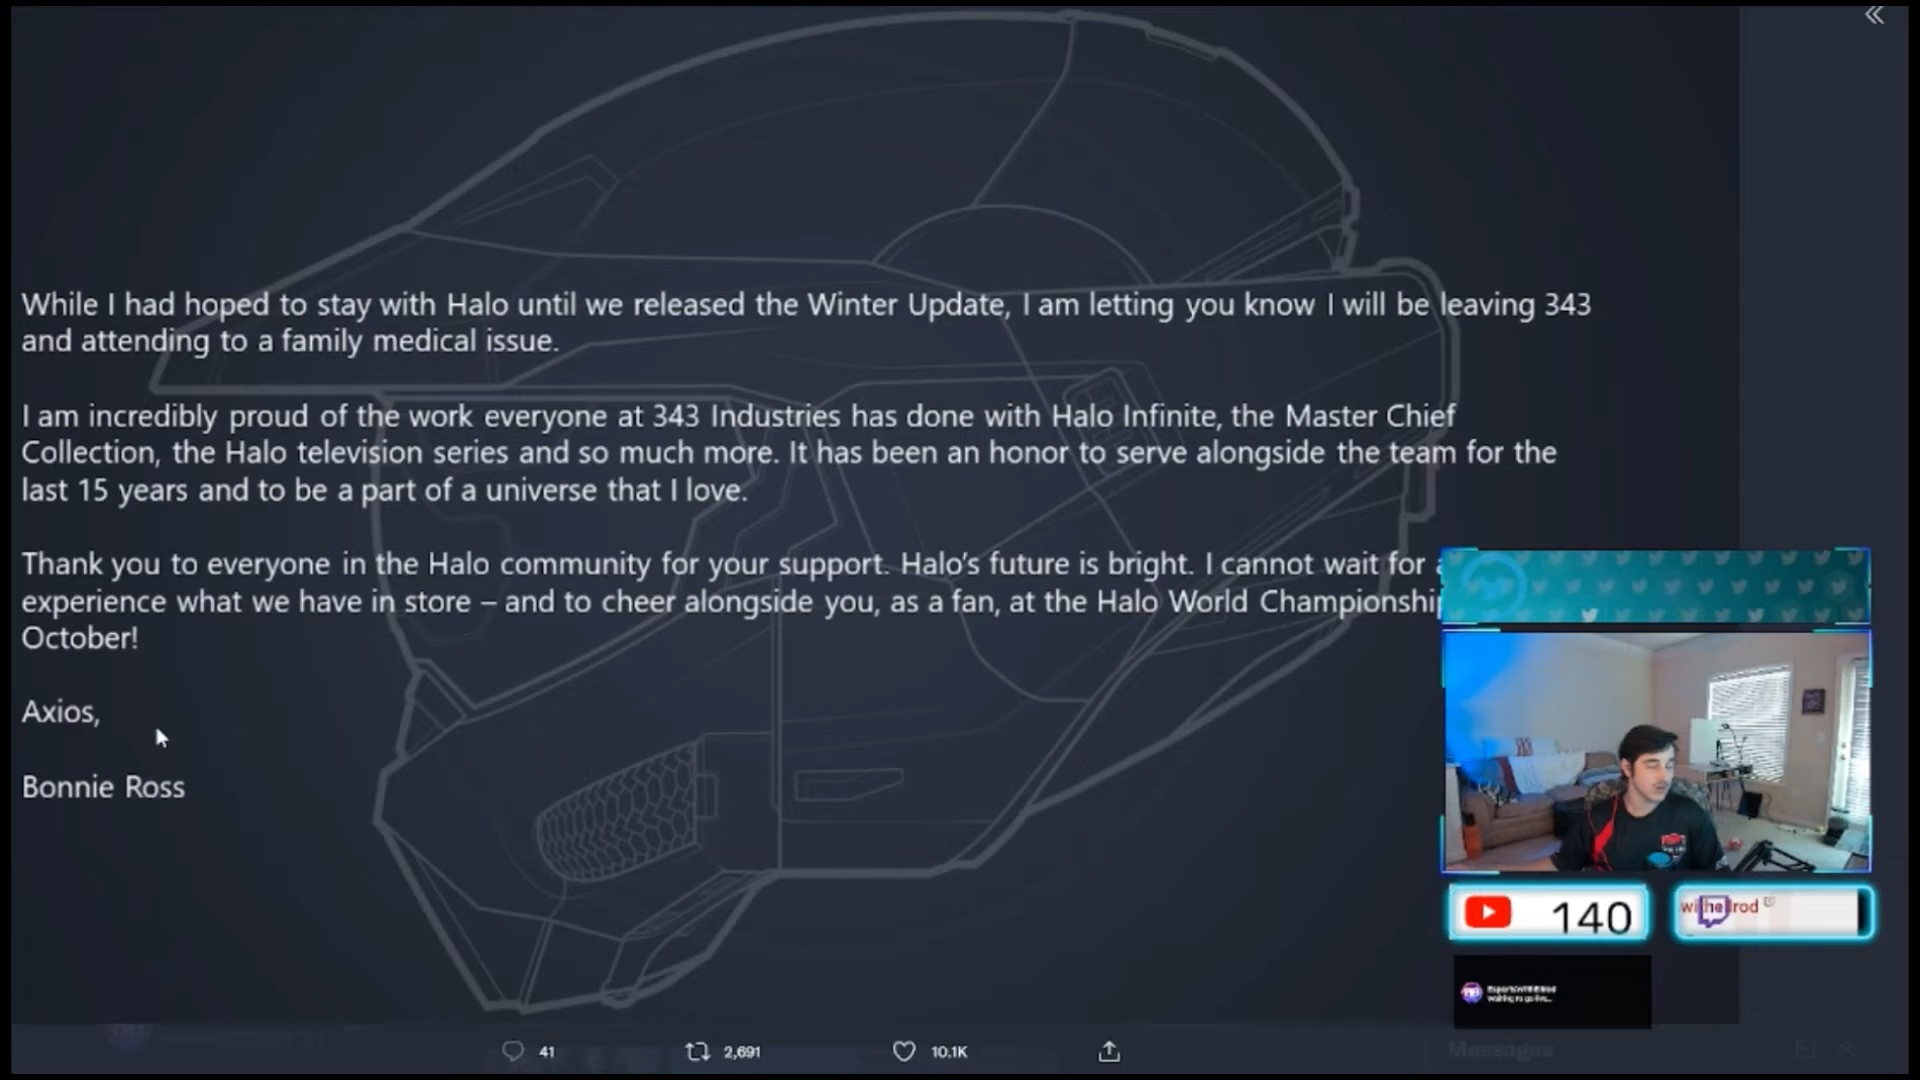 While I had hoped to stay with Halo until we released the Winter Update, I am letting you know I will be leaving 343
and attending to a family medical issue.
I am incredibly proud of the work everyone at 343 Industries has done with Halo Infinite, the Master Chief
Collection, the Halo television series and so much more. It has been an honor to serve alongside the team for the
last 15 years and to be a part of a universe that I love.
Thank you to everyone in the Halo community for your support. Halo’s future is bright. I cannot wait for
experience what we have in store – and to cheer alongside you, as a fan, at the Halo World Championship
October!
Axios,
Bonnie Ross
140
Waiting to go live...
41
2,691
10.1K
Messages